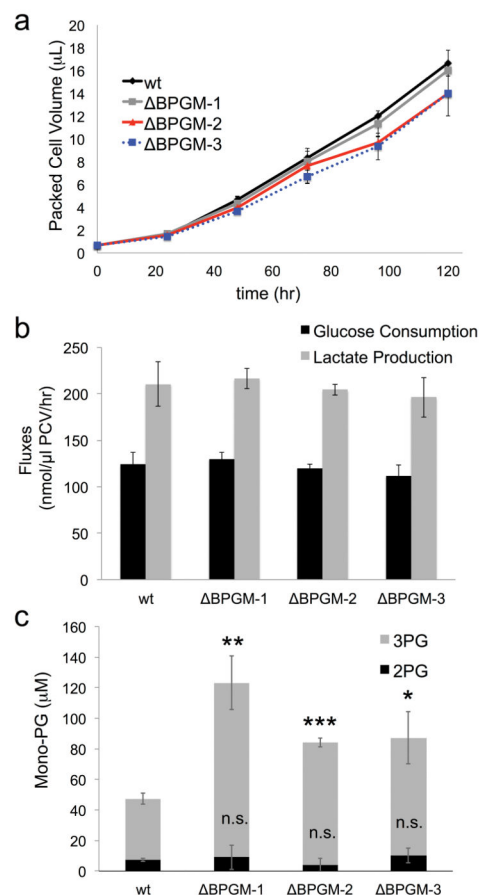 a
Packed Cell Volume (μL)
20
18
16
14
12
10
8
6
4
2
0
wt
ΔBPGM-1
ΔBPGM-2
ΔBPGM-3
0 20 40 60 80 100 120
time (hr)
b
Glucose Consumption
Lactate Production
Fluxes
(nmol/μl PCV/hr)
250
200
150
100
50
0
wt ΔBPGM-1 ΔBPGM-2 ΔBPGM-3
c
Mono-PG (μM)
160
140
120
100
80
60
40
20
0
3PG
2PG
** *** *
n.s. n.s. n.s.
wt ΔBPGM-1 ΔBPGM-2 ΔBPGM-3